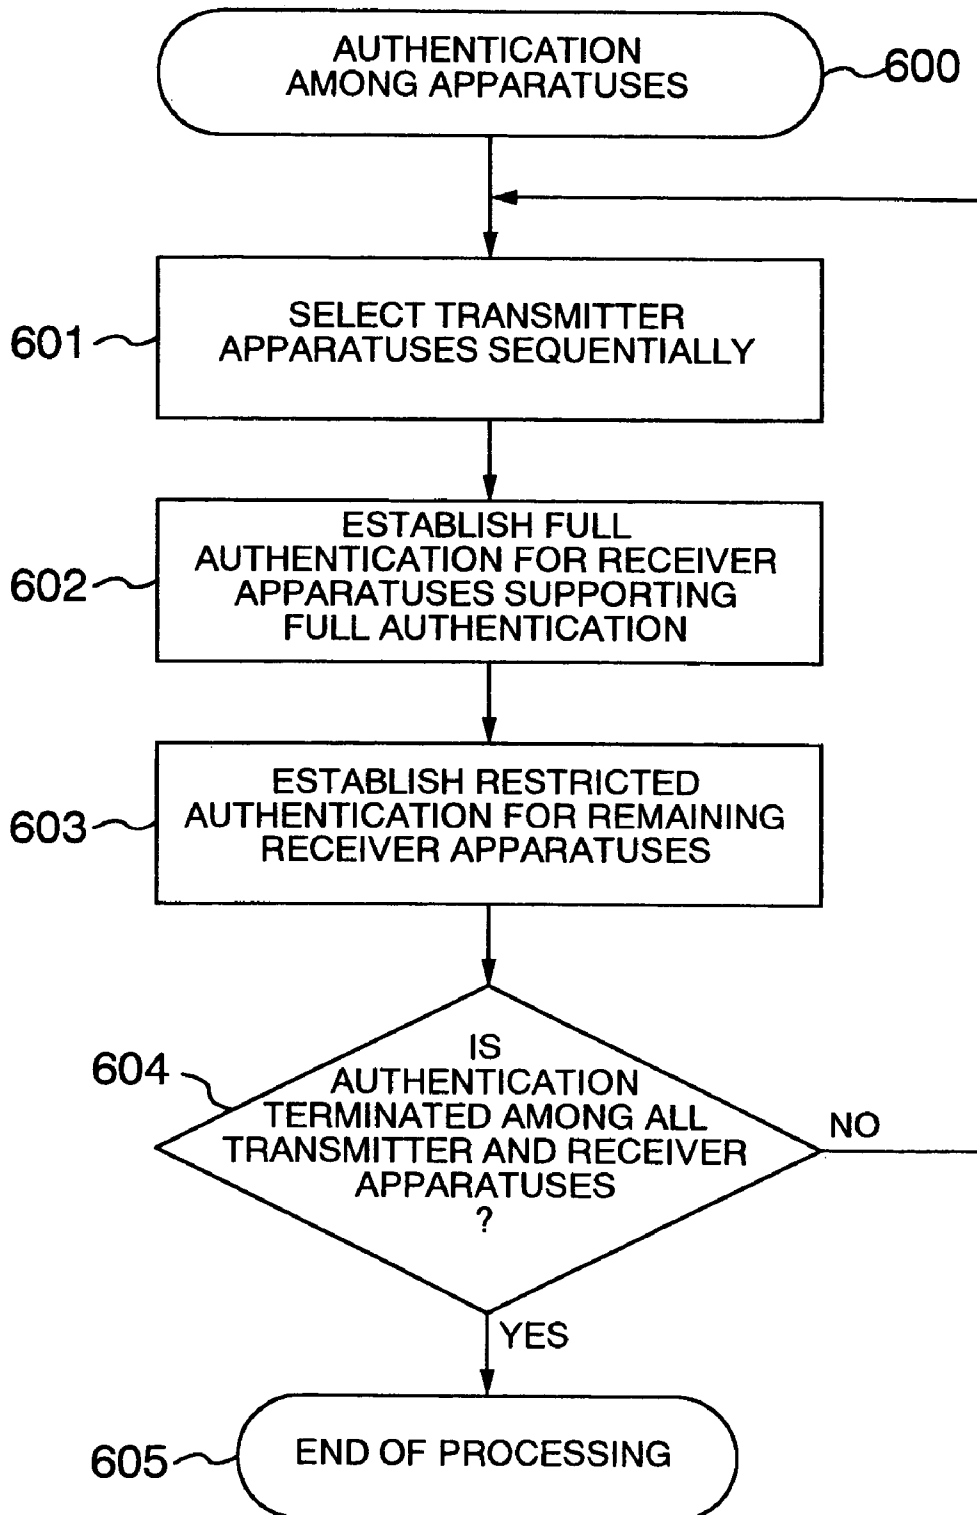 AUTHENTICATION
AMONG APPARATUSES
600
SELECT TRANSMITTER
APPARATUSES SEQUENTIALLY
601
ESTABLISH FULL
AUTHENTICATION FOR RECEIVER
APPARATUSES SUPPORTING
FULL AUTHENTICATION
602
ESTABLISH RESTRICTED
AUTHENTICATION FOR REMAINING
RECEIVER APPARATUSES
603
604
IS
AUTHENTICATION
TERMINATED AMONG ALL
TRANSMITTER AND RECEIVER
APPARATUSES
?
NO
YES
END OF PROCESSING
605